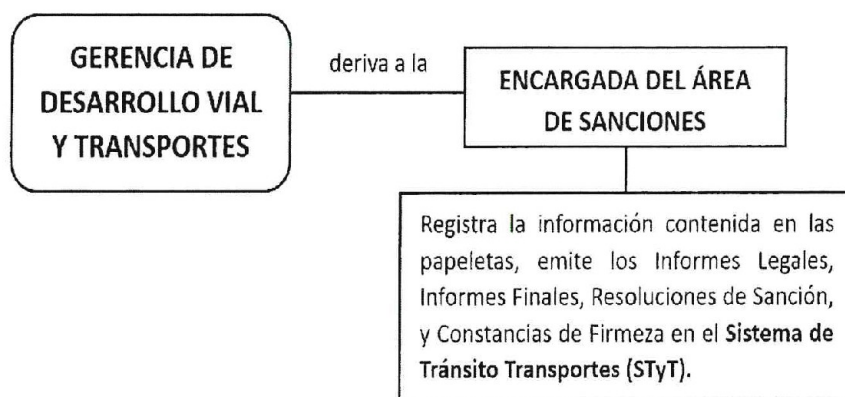 GERENCIA DE
DESARROLLO VIAL
Y TRANSPORTES
deriva a la
ENCARGADA DEL ÁREA
DE SANCIONES
Registra la información contenida en las
papeletas, emite los Informes Legales,
Informes Finales, Resoluciones de Sanción,
y Constancias de Firmeza en el Sistema de
Tránsito Transportes (STyT).